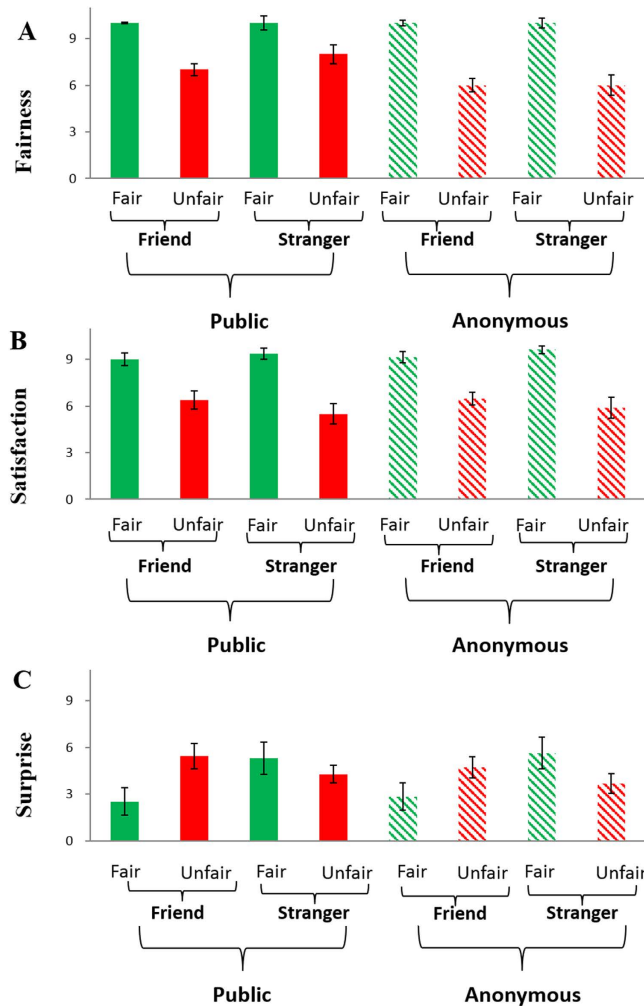 A
Fairness
9
6
3
0
Fair Unfair Fair Unfair Fair Unfair Fair Unfair
Friend Stranger Friend Stranger
Public Anonymous
B
Satisfaction
9
6
3
0
Fair Unfair Fair Unfair Fair Unfair Fair Unfair
Friend Stranger Friend Stranger
Public Anonymous
C
Surprise
9
6
3
0
Fair Unfair Fair Unfair Fair Unfair Fair Unfair
Friend Stranger Friend Stranger
Public Anonymous